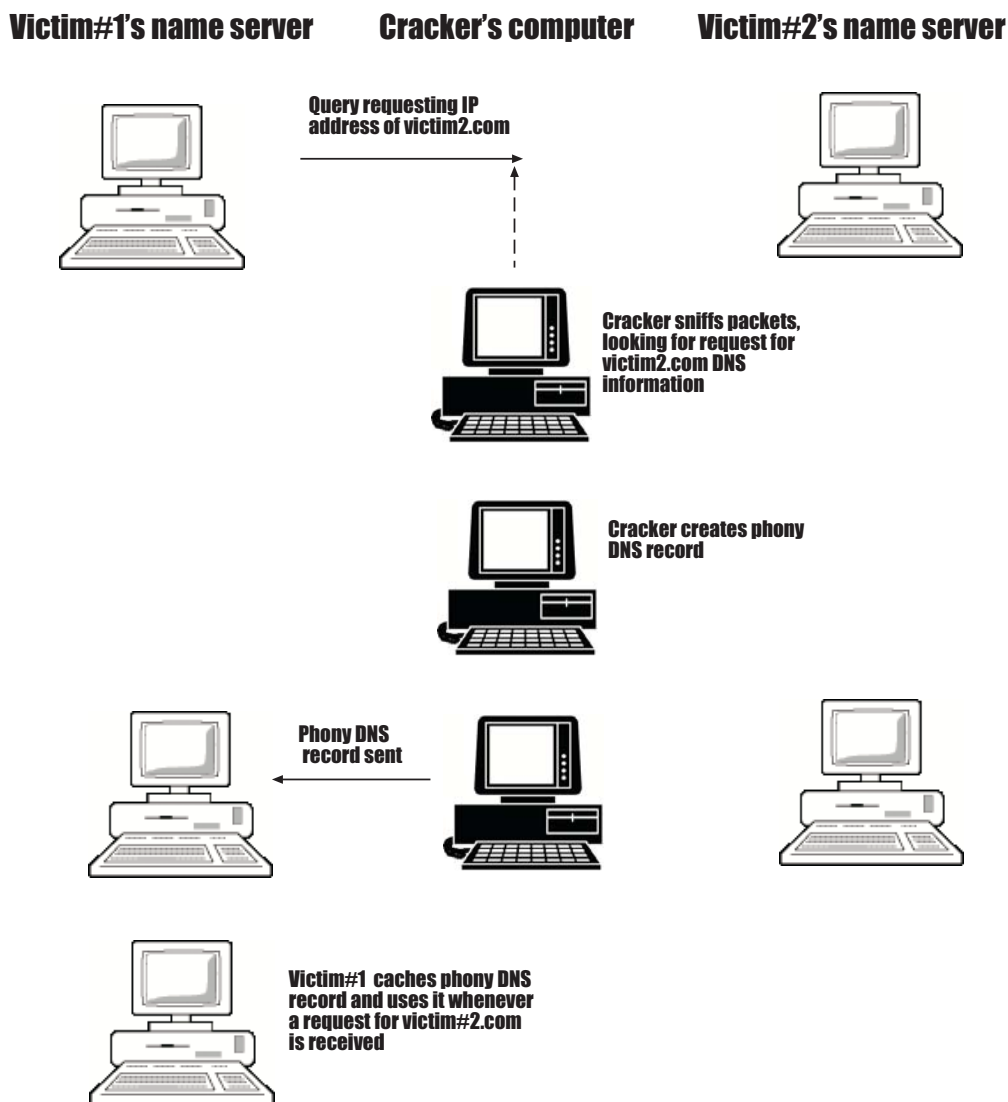 Victim#1's name server
Cracker's computer
Victim#2's name server
Query requesting IP
address of victim2.com
Cracker sniffs packets,
looking for request for
victim2.com DNS
information
Cracker creates phony
DNS record
Phony DNS
record sent
Victim#1 caches phony DNS
record and uses it whenever
a request for victim#2.com
is received